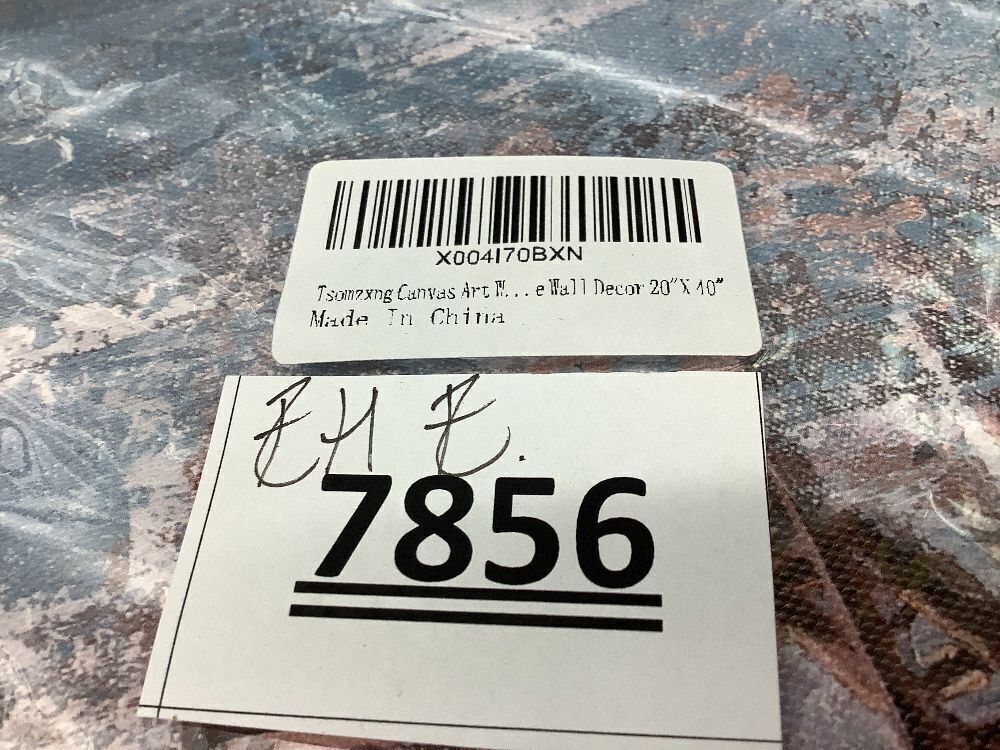 X004I70BXN
Tsomzxng Canvas Art W...e Wall Decor 20"X 40"
Made In China
7856